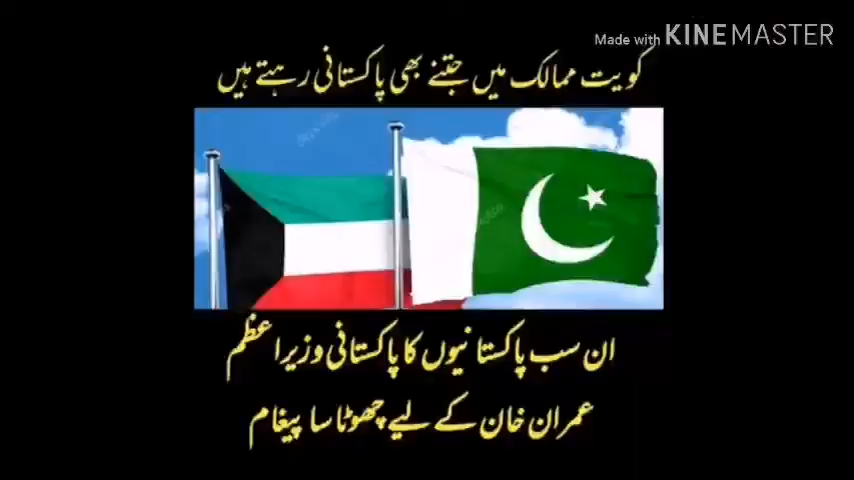 Made with KINEMASTER
کویت ممالک میں جتنے بھی پاکستانی رہتے ہیں
ان سب پاکستانیوں کا پاکستانی وزیراعظم
عمران خان کے لیے چھوٹا سا پیغام